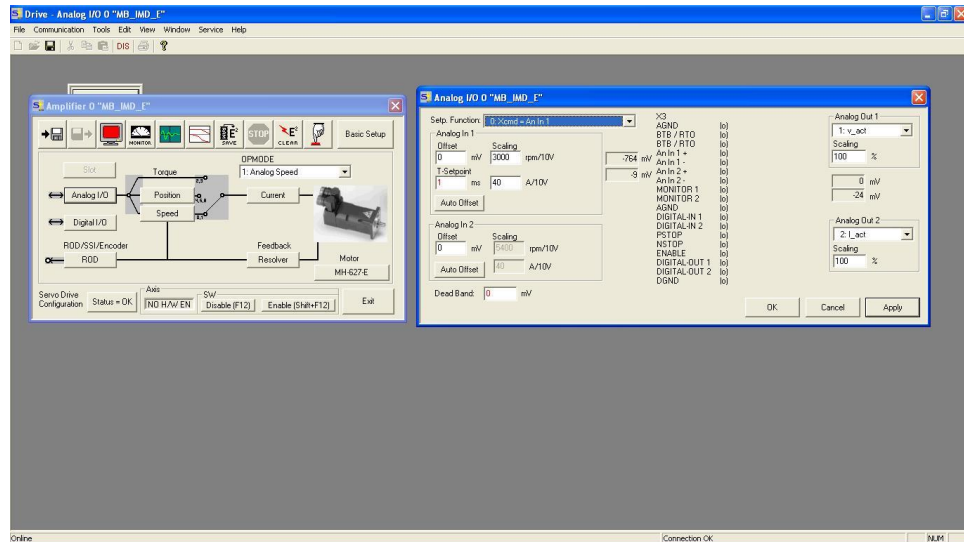 Drive - Analog I/O 0 "MB_IMD_E"
File Communication Tools Edit View Window Service Help
DIS
Amplifier 0 "MB_IMD_E"
MONITOR
E²
SAVE
STOP
E²
CLEAR
Basic Setup
OPMODE
1: Analog Speed
Slot
Torque
Analog I/O
Position
Current
Speed
Digital I/O
ROD/SSI/Encoder
Feedback
ROD
Resolver
Motor
MH-627-E
Servo Drive
Configuration
Status = OK
Axis
NO H/W EN
SW
Disable (F12)
Enable (Shift+F12)
Exit
Analog I/O 0 "MB_IMD_E"
Setp. Function: 0: Xcmd = An In 1
Analog In 1
Offset Scaling
0 mV 3000 rpm/10V
T-Setpoint
1 ms 40 A/10V
Auto Offset
Analog In 2
Offset Scaling
0 mV 5400 rpm/10V
Auto Offset 40 A/10V
Dead Band: 0 mV
-764 mV
-9 mV
X3
AGND
BTB / RTO
BTB / RTO
An In 1 +
An In 1 -
An In 2 +
An In 2 -
MONITOR 1
MONITOR 2
AGND
DIGITAL-IN 1
DIGITAL-IN 2
PSTOP
NSTOP
ENABLE
DIGITAL-OUT 1
DIGITAL-OUT 2
DGND
Analog Out 1
1: v_act
Scaling
100 %
0 mV
-24 mV
Analog Out 2
2: I_act
Scaling
100 %
OK Cancel Apply
Online Connection OK NUM